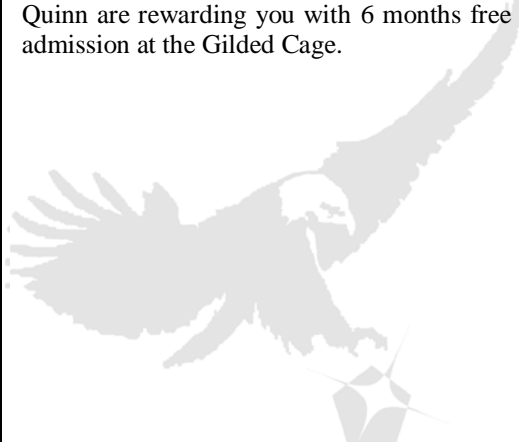 Quinn are rewarding you with 6 months free
admission at the Gilded Cage.